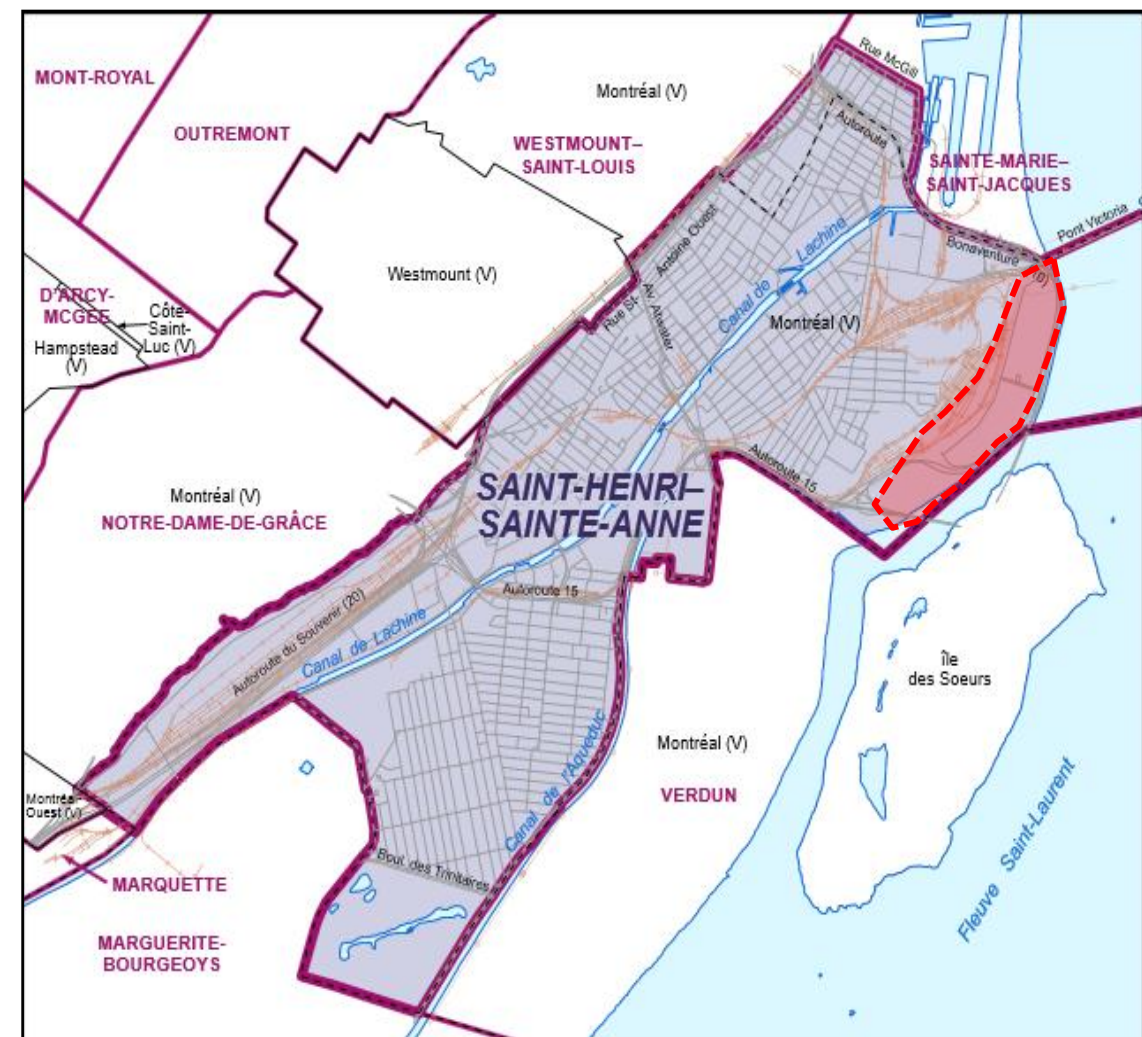 MONT-ROYAL
OUTREMONT
Montréal (V)
WESTMOUNT–
SAINT-LOUIS
Rue McGill
Autoroute
SAINTE-MARIE–
SAINT-JACQUES
Pont Victoria
Bonaventure
(10)
Westmount (V)
Rue St-
Antoine Ouest
Av. Atwater
Canal de Lachine
Montréal (V)
D'ARCY-
MCGEE
Côte-
Saint-
Luc (V)
Hampstead
(V)
Montréal (V)
NOTRE-DAME-DE-GRÂCE
SAINT-HENRI–
SAINTE-ANNE
Autoroute 15
Autoroute 15
Autoroute du Souvenir (20)
Canal de Lachine
Canal de l'Aqueduc
île
des Soeurs
Montréal (V)
VERDUN
Fleuve Saint-Laurent
Montréal-
Ouest (V)
MARQUETTE
Boul. des Trinitaires
MARGUERITE-
BOURGEOYS